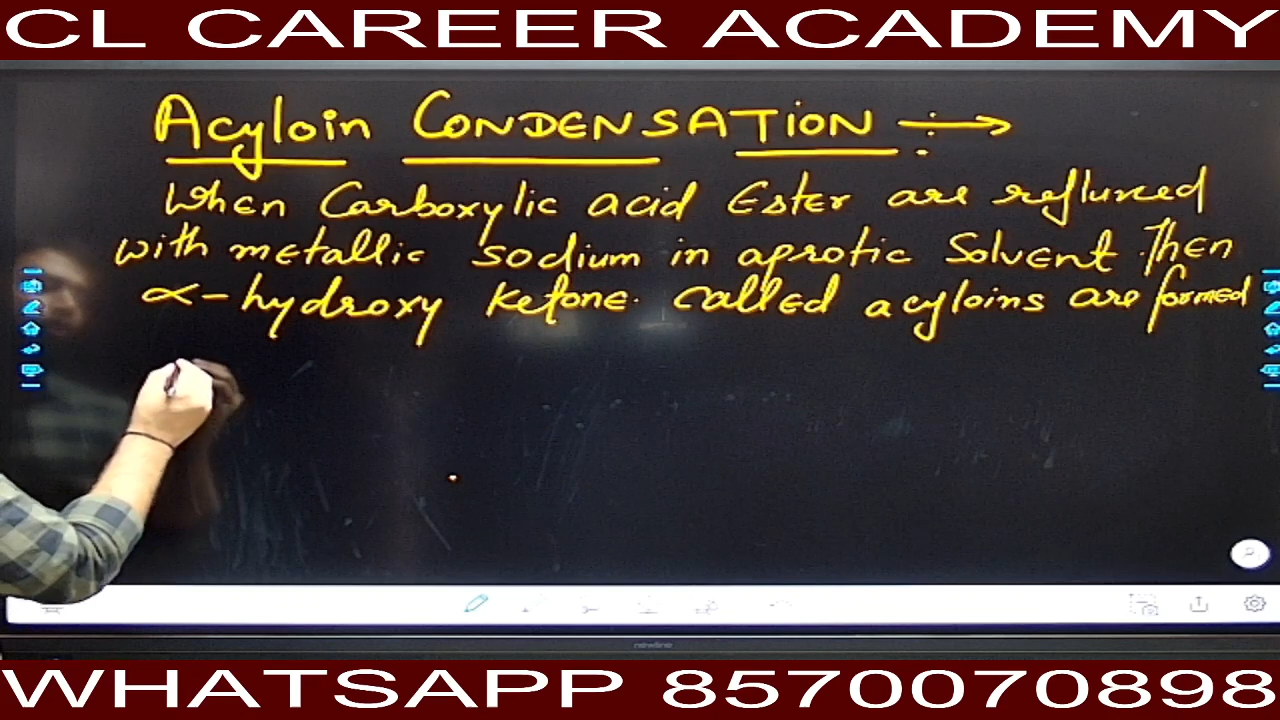 CL CAREER ACADEMY
Acyloin CONDENSATION ÷→
When Carboxylic acid Ester are refluxed
with metallic sodium in aprotic Solvent Then
α-hydroxy Ketone. called acyloins are formed
newline
WHATSAPP 8570070898